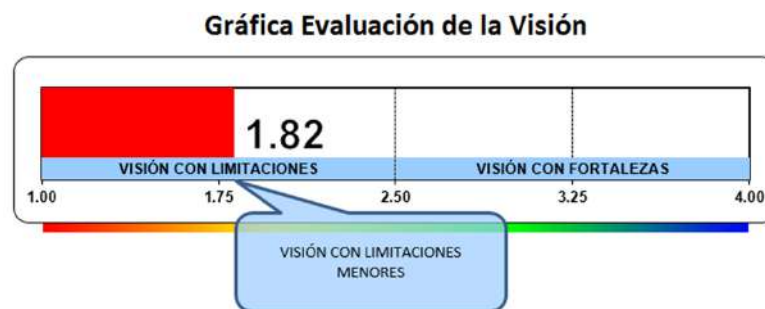 Gráfica Evaluación de la Visión
1.82
VISIÓN CON LIMITACIONES VISIÓN CON FORTALEZAS
1.00 1.75 2.50 3.25 4.00
VISIÓN CON LIMITACIONES
MENORES